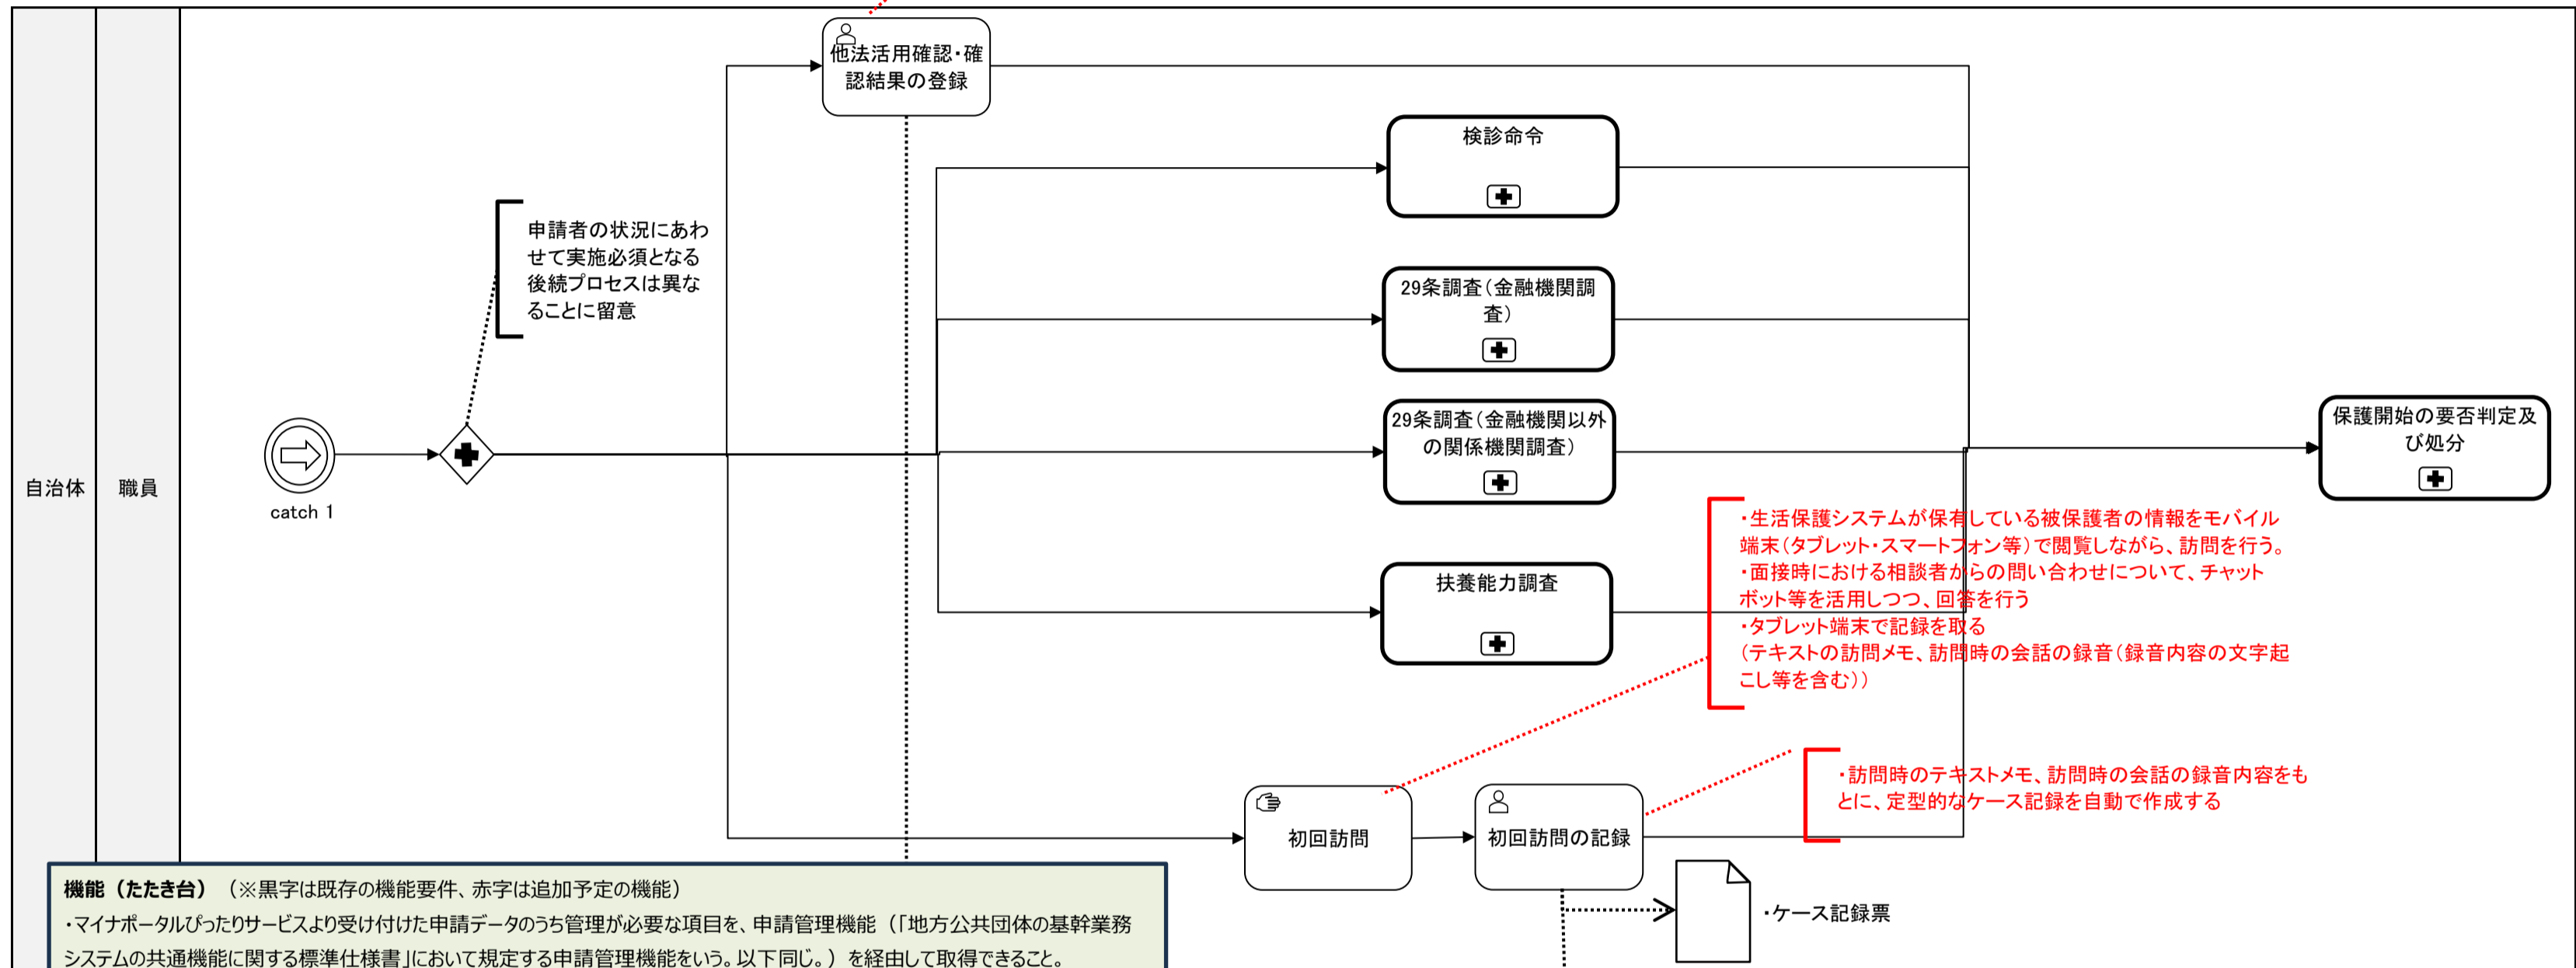 自治体
職員
catch 1
申請者の状況にあわ
せて実施必須となる
後続プロセスは異な
ることに留意
他法活用確認・確
認結果の登録
検診命令
29条調査（金融機関調
査）
29条調査（金融機関以外
の関係機関調査）
扶養能力調査
保護開始の要否判定及
び処分
・生活保護システムが保有している被保護者の情報をモバイル
端末（タブレット・スマートフォン等）で閲覧しながら、訪問を行う。
・面接時における相談者からの問い合わせについて、チャット
ボット等を活用しつつ、回答を行う
・タブレット端末で記録を取る
（テキストの訪問メモ、訪問時の会話の録音（録音内容の文字起
こし等を含む））
初回訪問
初回訪問の記録
・訪問時のテキストメモ、訪問時の会話の録音内容をも
とに、定型的なケース記録を自動で作成する
・ケース記録票
機能（たたき台）（※黒字は既存の機能要件、赤字は追加予定の機能）
・マイナポータルぴったりサービスより受け付けた申請データのうち管理が必要な項目を、申請管理機能（「地方公共団体の基幹業務
システムの共通機能に関する標準仕様書」において規定する申請管理機能をいう。以下同じ。）を経由して取得できること。